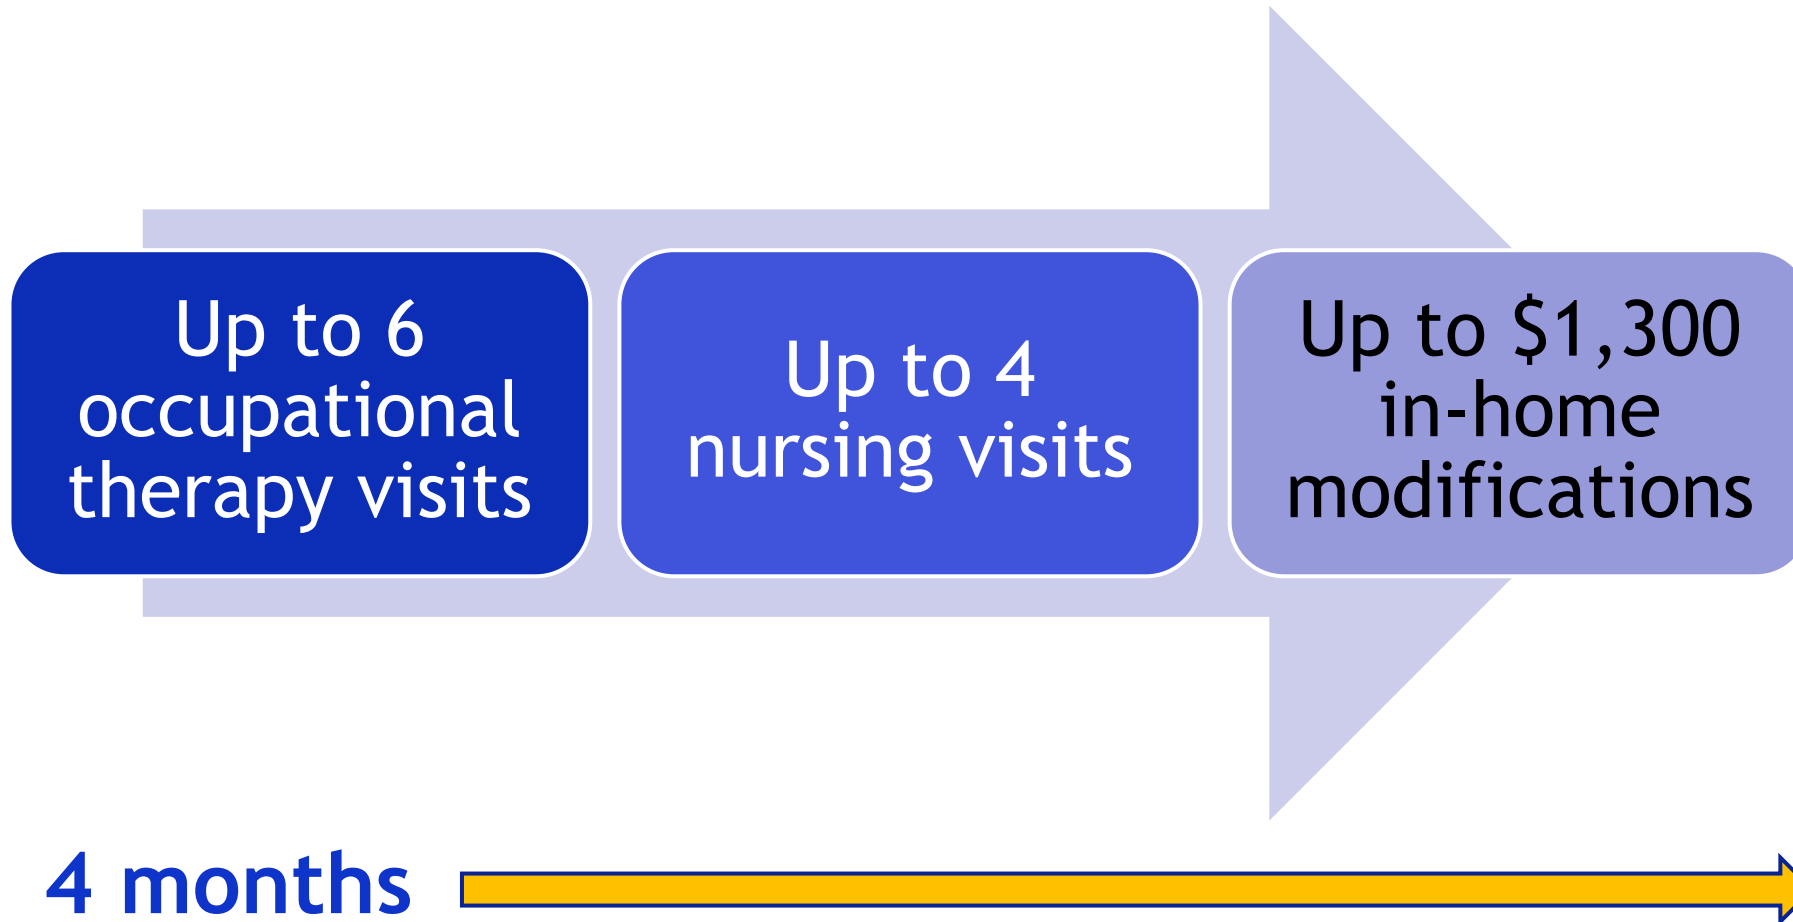 Up to 6
occupational
therapy visits
Up to 4
nursing visits
Up to $1,300
in-home
modifications
4 months